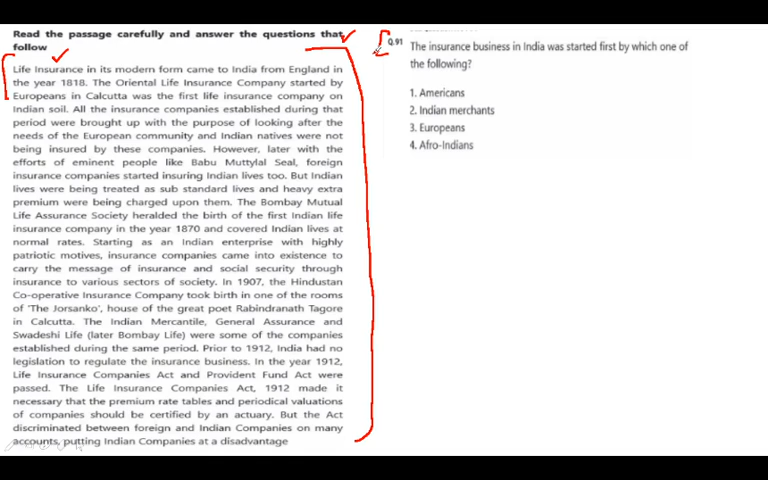 Read the passage carefully and answer the questions that
follow
Life Insurance in its modern form came to India from England in
the year 1818. The Oriental Life Insurance Company started by
Europeans in Calcutta was the first life insurance company on
Indian soil. All the insurance companies established during that
period were brought up with the purpose of looking after the
needs of the European community and Indian natives were not
being insured by these companies. However, later with the
efforts of eminent people like Babu Muttylal Seal, foreign
insurance companies started insuring Indian lives too. But Indian
lives were being treated as sub standard lives and heavy extra
premium were being charged upon them. The Bombay Mutual
Life Assurance Society heralded the birth of the first Indian life
insurance company in the year 1870 and covered Indian lives at
normal rates. Starting as an Indian enterprise with highly
patriotic motives, insurance companies came into existence to
carry the message of insurance and social security through
insurance to various sectors of society. In 1907, the Hindustan
Co-operative Insurance Company took birth in one of the rooms
of 'The Jorsanko', house of the great poet Rabindranath Tagore
in Calcutta. The Indian Mercantile, General Assurance and
Swadeshi Life (later Bombay Life) were some of the companies
established during the same period. Prior to 1912, India had no
legislation to regulate the insurance business. In the year 1912,
Life Insurance Companies Act and Provident Fund Act were
passed. The Life Insurance Companies Act, 1912 made it
necessary that the premium rate tables and periodical valuations
of companies should be certified by an actuary. But the Act
discriminated between foreign and Indian Companies on many
accounts, putting Indian Companies at a disadvantage
Q.91 The insurance business in India was started first by which one of
the following?
1. Americans
2. Indian merchants
3. Europeans
4. Afro-Indians